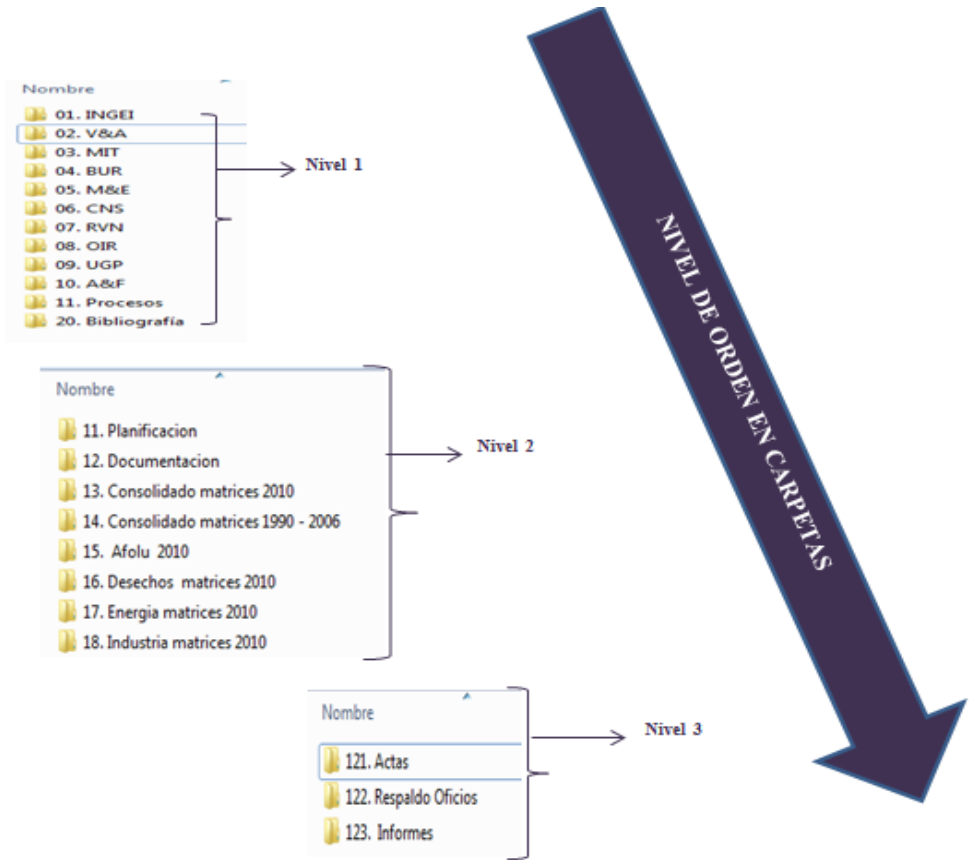 Nombre
01. INGEI
02. V&A
03. MIT
04. BUR
05. M&E
06. CNS
07. RVN
08. OIR
09. UGP
10. A&F
11. Procesos
20. Bibliografía
Nivel 1
Nombre
11. Planificacion
12. Documentacion
13. Consolidado matrices 2010
14. Consolidado matrices 1990 - 2006
15. Afolu 2010
16. Desechos matrices 2010
17. Energia matrices 2010
18. Industria matrices 2010
Nivel 2
Nombre
121. Actas
122. Respaldo Oficios
123. Informes
Nivel 3
NIVEL DE ORDEN EN CARPETAS